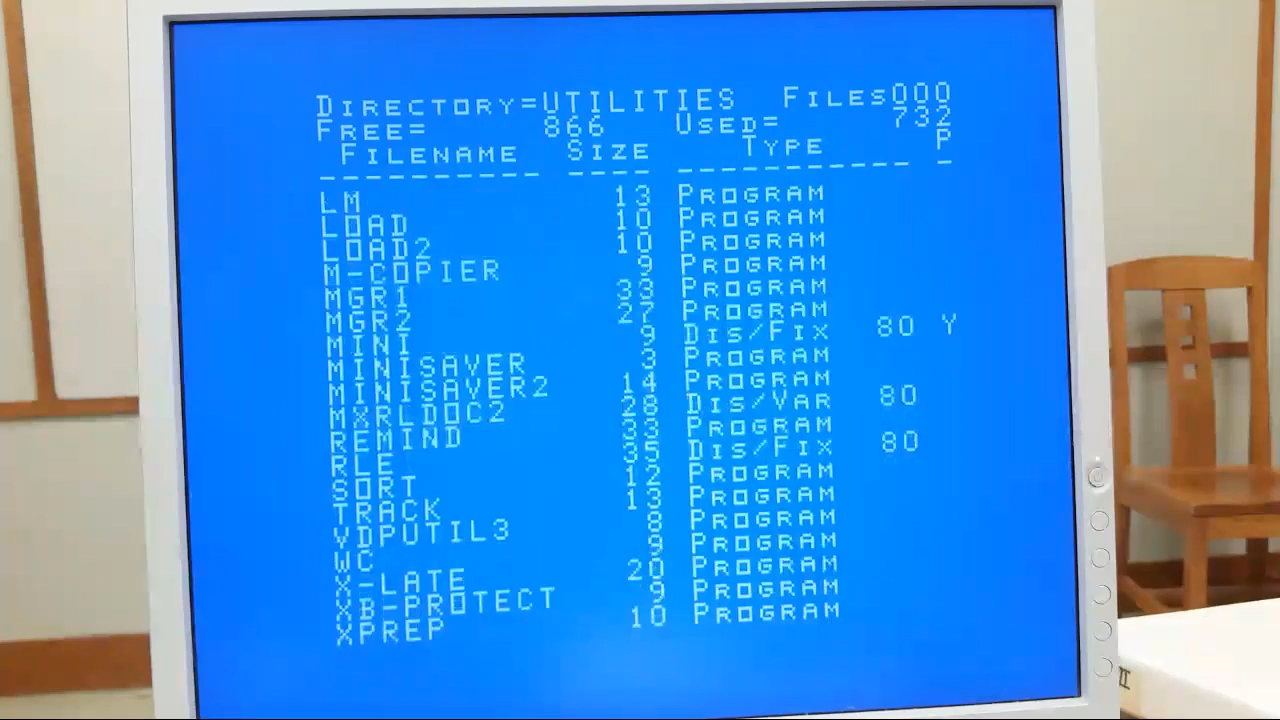 Directory=UTILITIES Files000
Free= 866 Used= 732
Filename Size Type P
---------- ---- ----------- -
LM 13 Program
LOAD 10 Program
LOAD2 10 Program
M-COPIER 9 Program
MGR1 33 Program
MGR2 27 Program
MINI 9 Dis/Fix 80 Y
MINISAVER 3 Program
MINISAVER2 14 Program
MXRLDOC2 28 Dis/Var 80
REMIND 33 Program
RLE 35 Dis/Fix 80
SORT 12 Program
TRACK 13 Program
VDPUTIL3 8 Program
WC 9 Program
X-LATE 20 Program
XB-PROTECT 9 Program
XPREP 10 Program
II